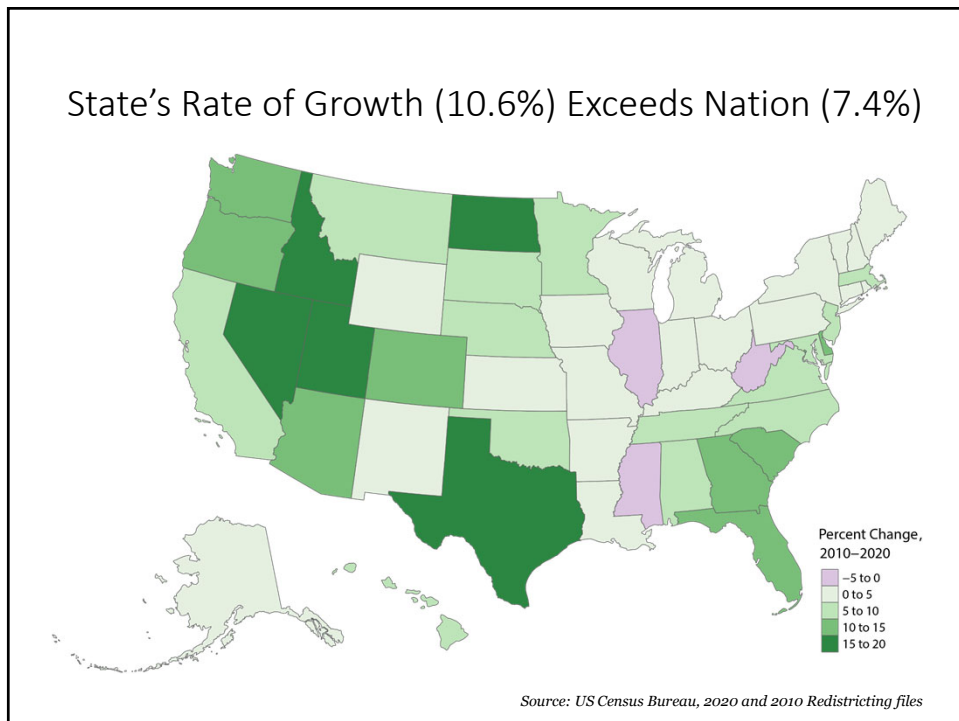 State’s Rate of Growth (10.6%) Exceeds Nation (7.4%)
Percent Change,
2010–2020
−5 to 0
0 to 5
5 to 10
10 to 15
15 to 20
Source: US Census Bureau, 2020 and 2010 Redistricting files